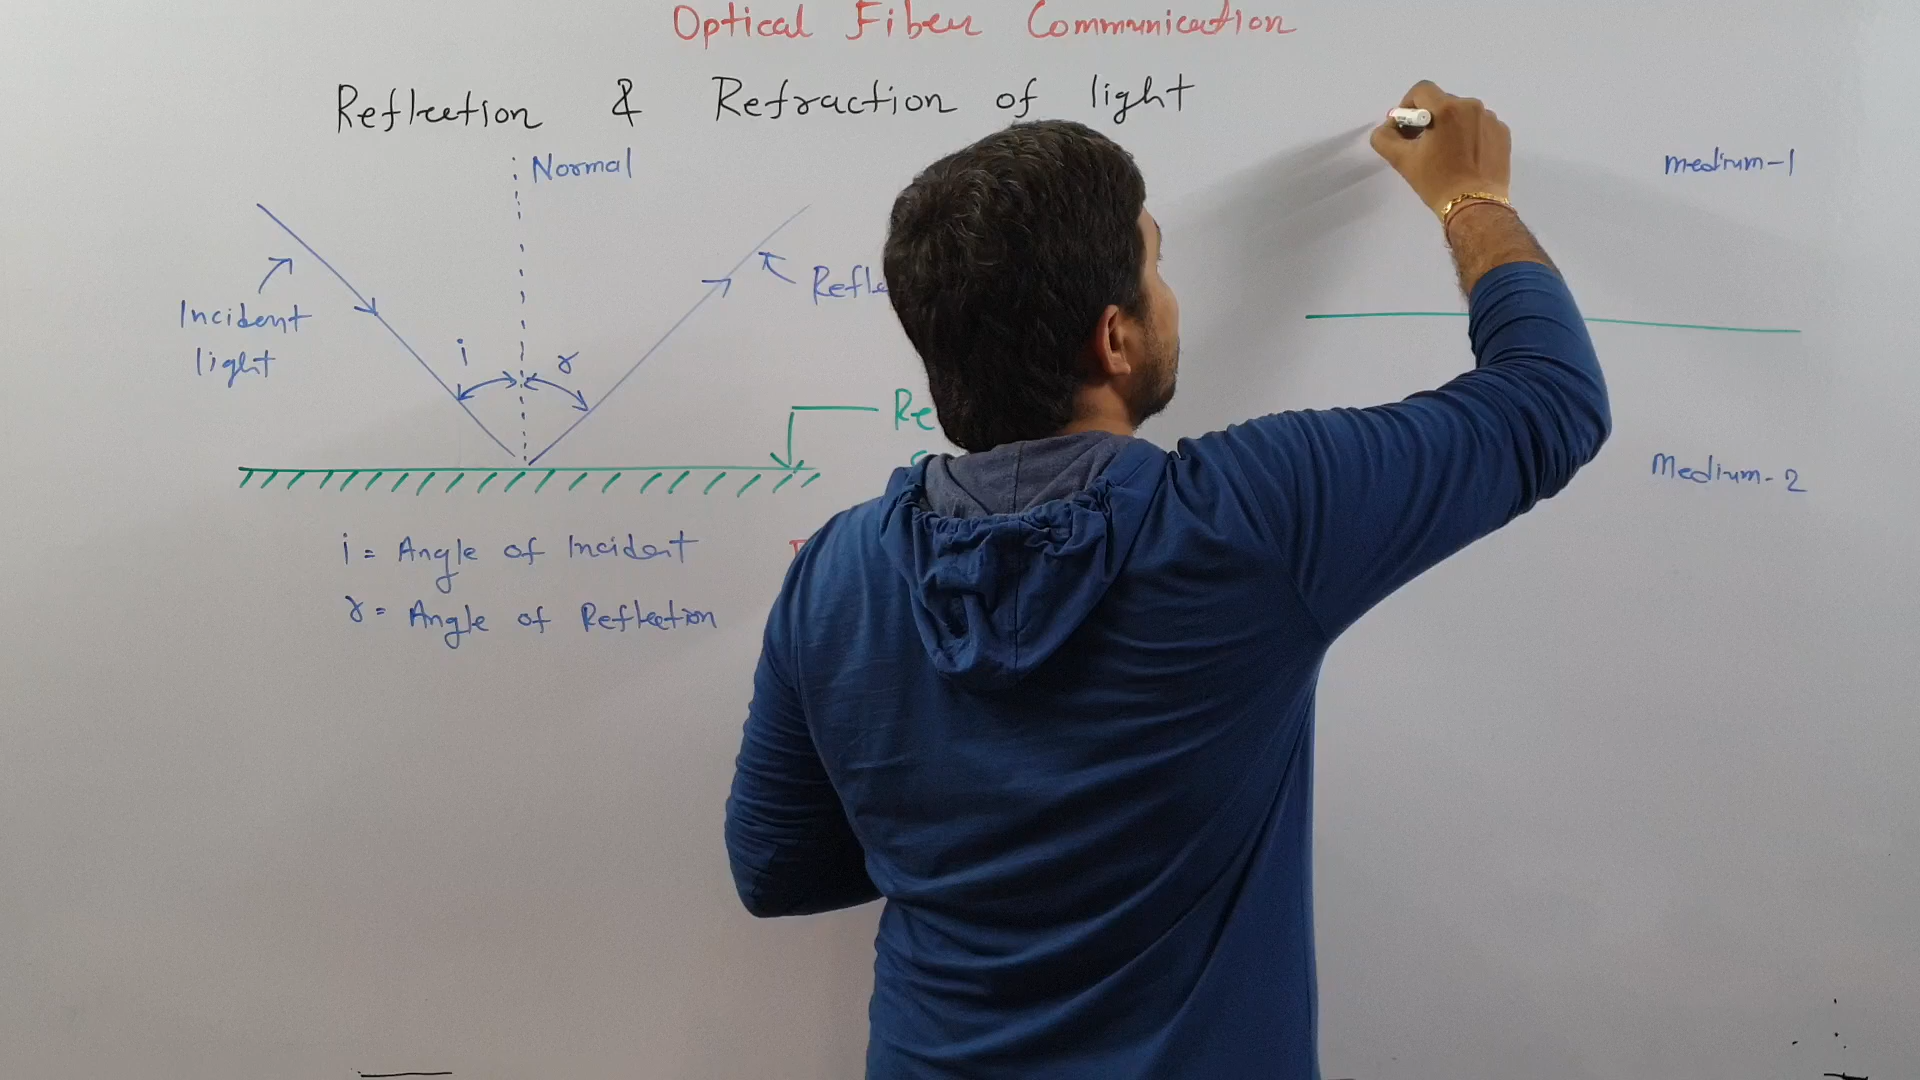 Optical Fiber Communication
Reflection & Refraction of light
Normal
Incident
light
i
r
i = Angle of Incident
r = Angle of Reflection
medium-1
Medium-2